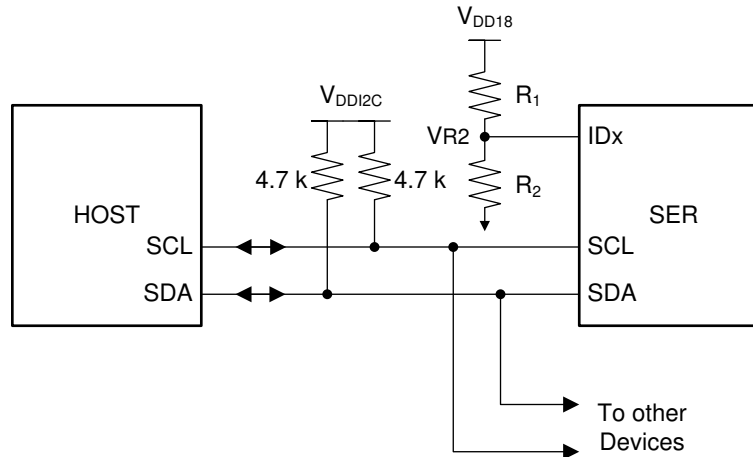 VDD18
VDDI2C
R1
VR2
IDx
4.7 k
4.7 k
R2
HOST
SER
SCL
SCL
SDA
SDA
To other
Devices